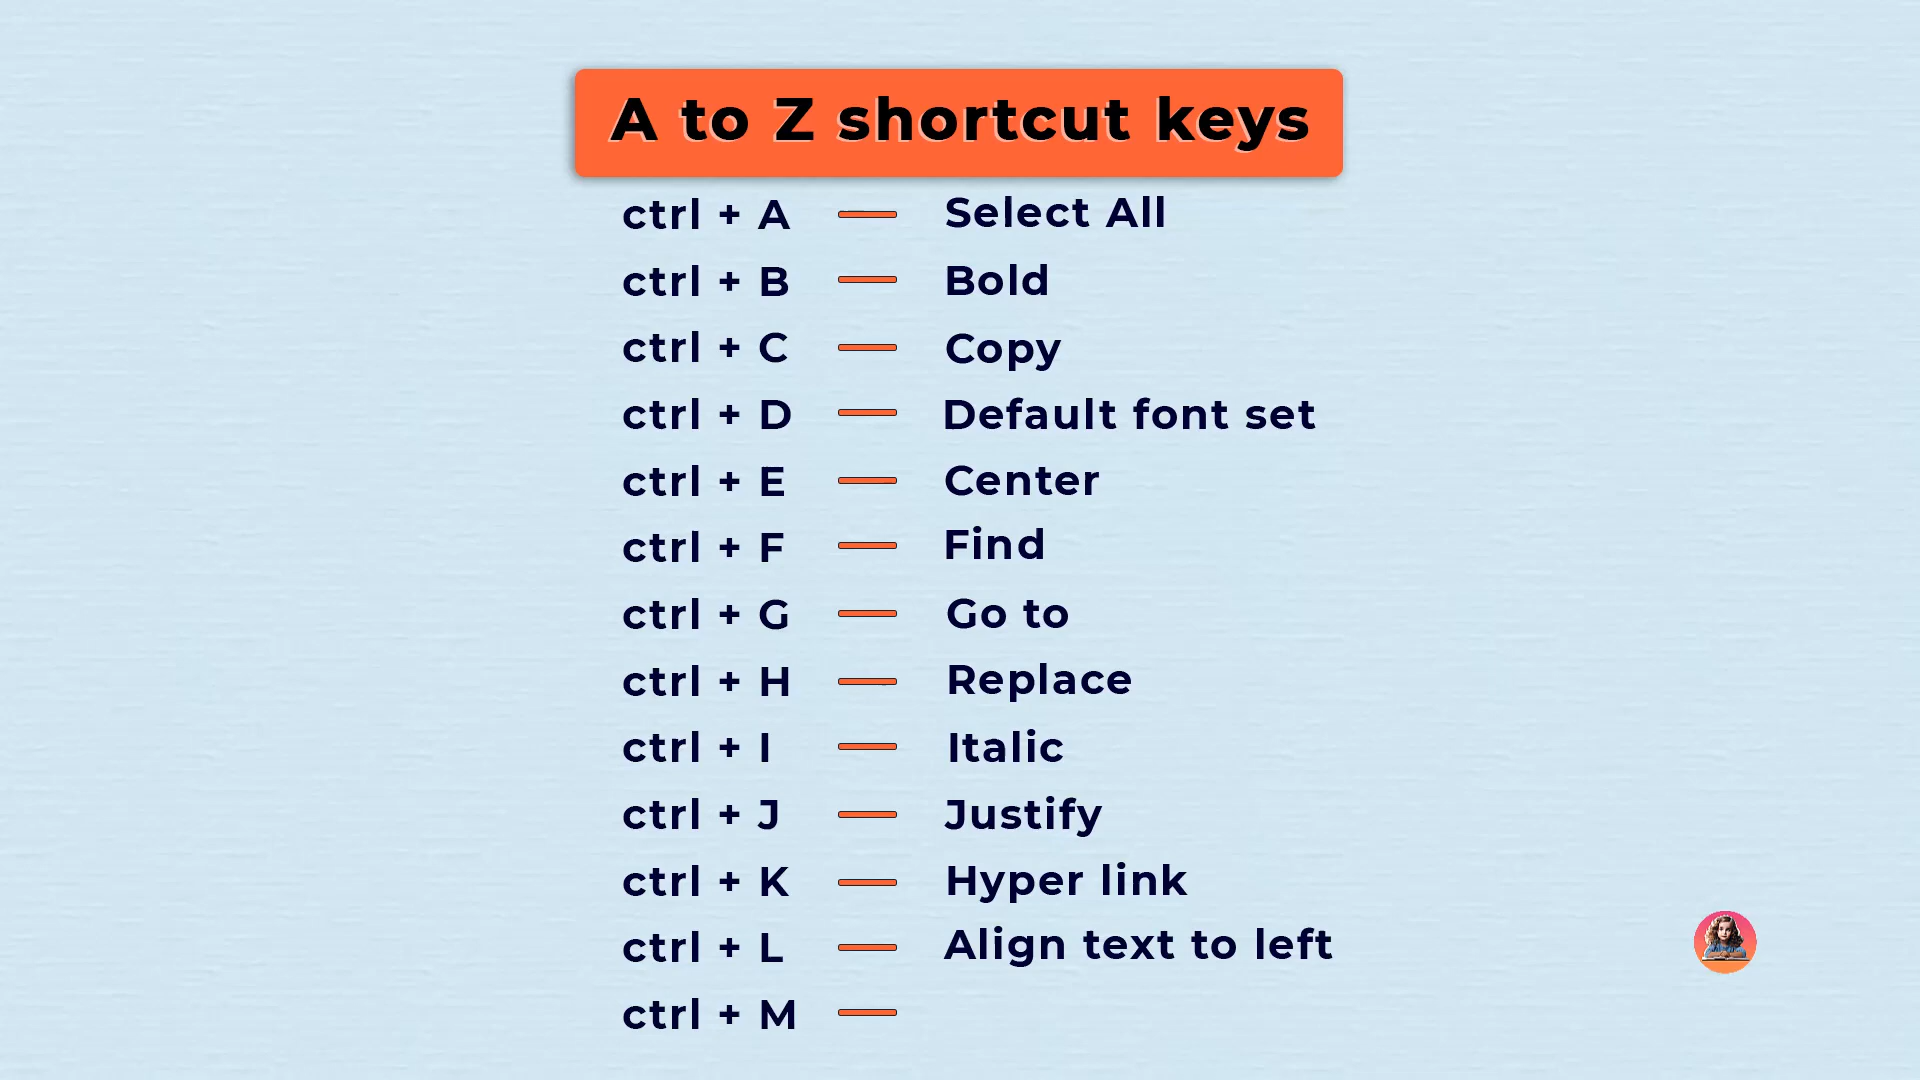 A to Z shortcut keys
ctrl + A — Select All
ctrl + B — Bold
ctrl + C — Copy
ctrl + D — Default font set
ctrl + E — Center
ctrl + F — Find
ctrl + G — Go to
ctrl + H — Replace
ctrl + I — Italic
ctrl + J — Justify
ctrl + K — Hyper link
ctrl + L — Align text to left
ctrl + M —